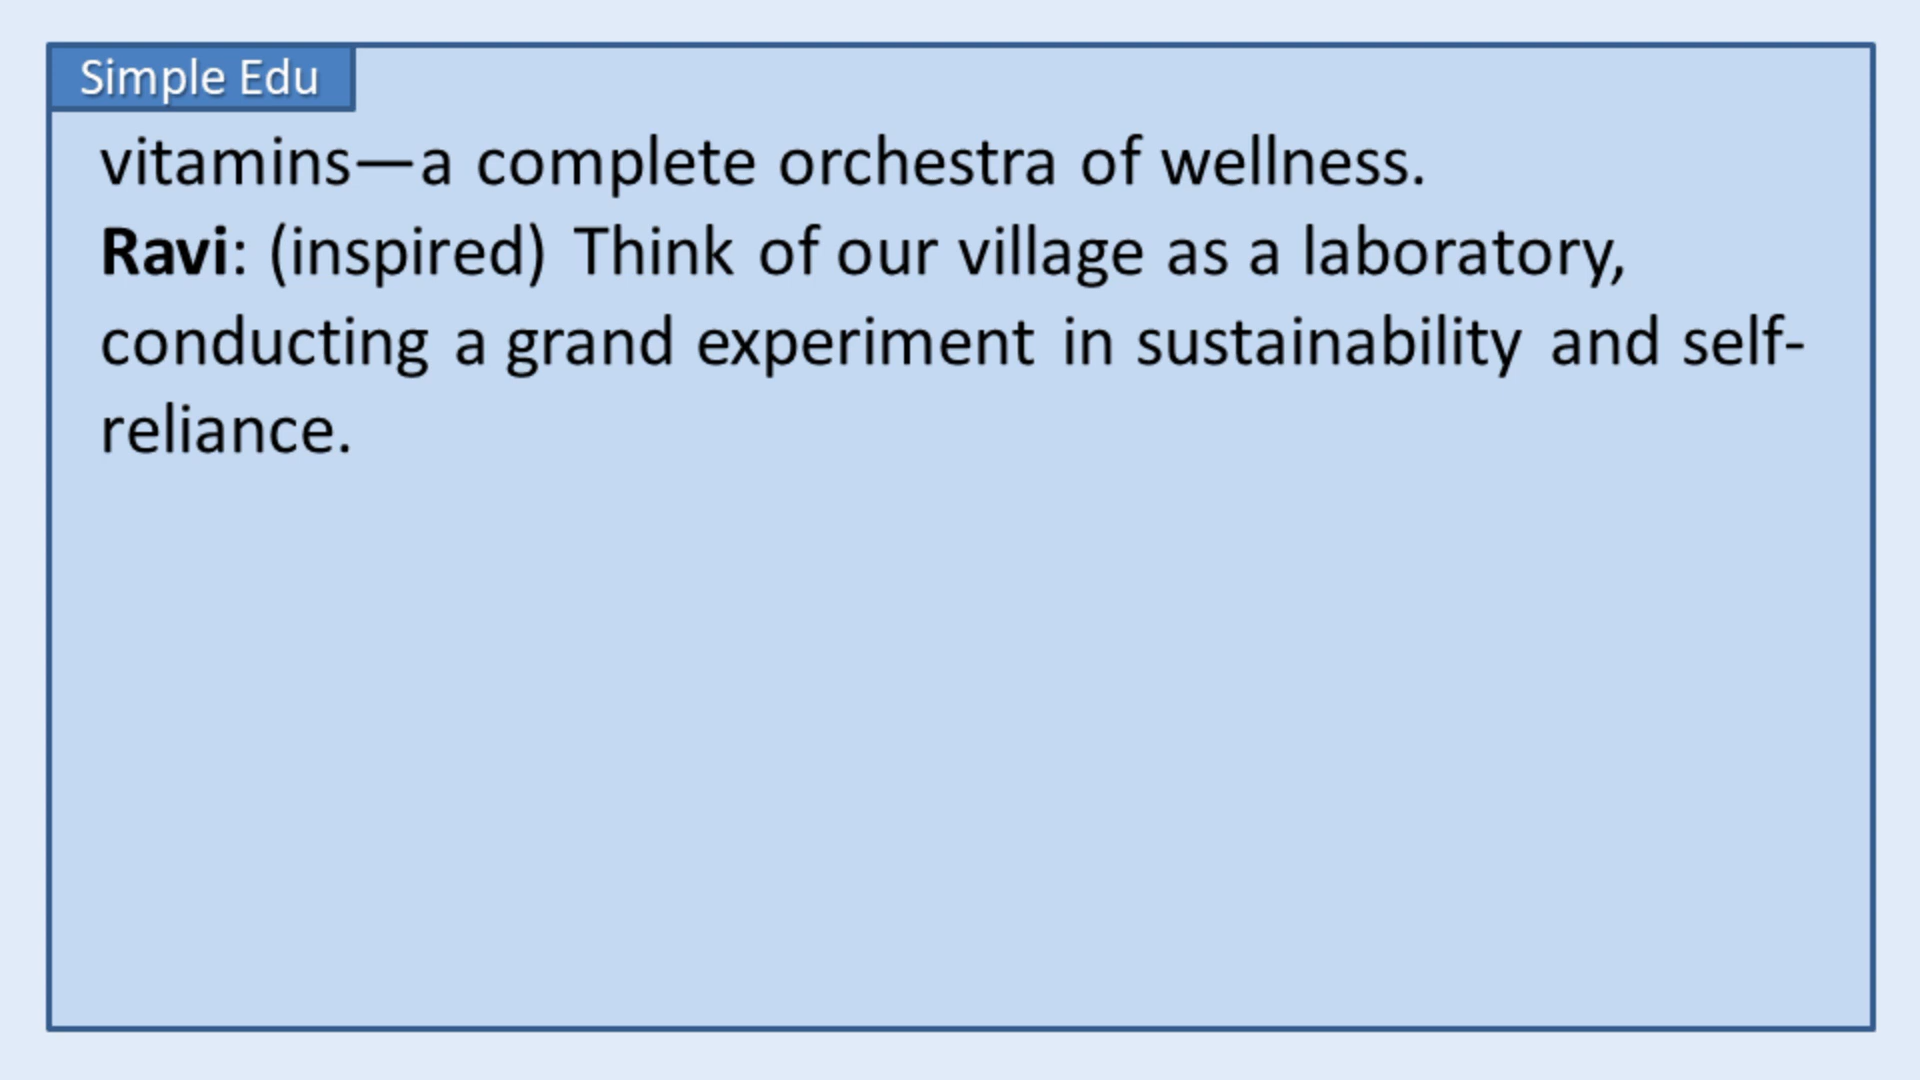 Simple Edu
vitamins—a complete orchestra of wellness.
Ravi: (inspired) Think of our village as a laboratory,
conducting a grand experiment in sustainability and self-
reliance.